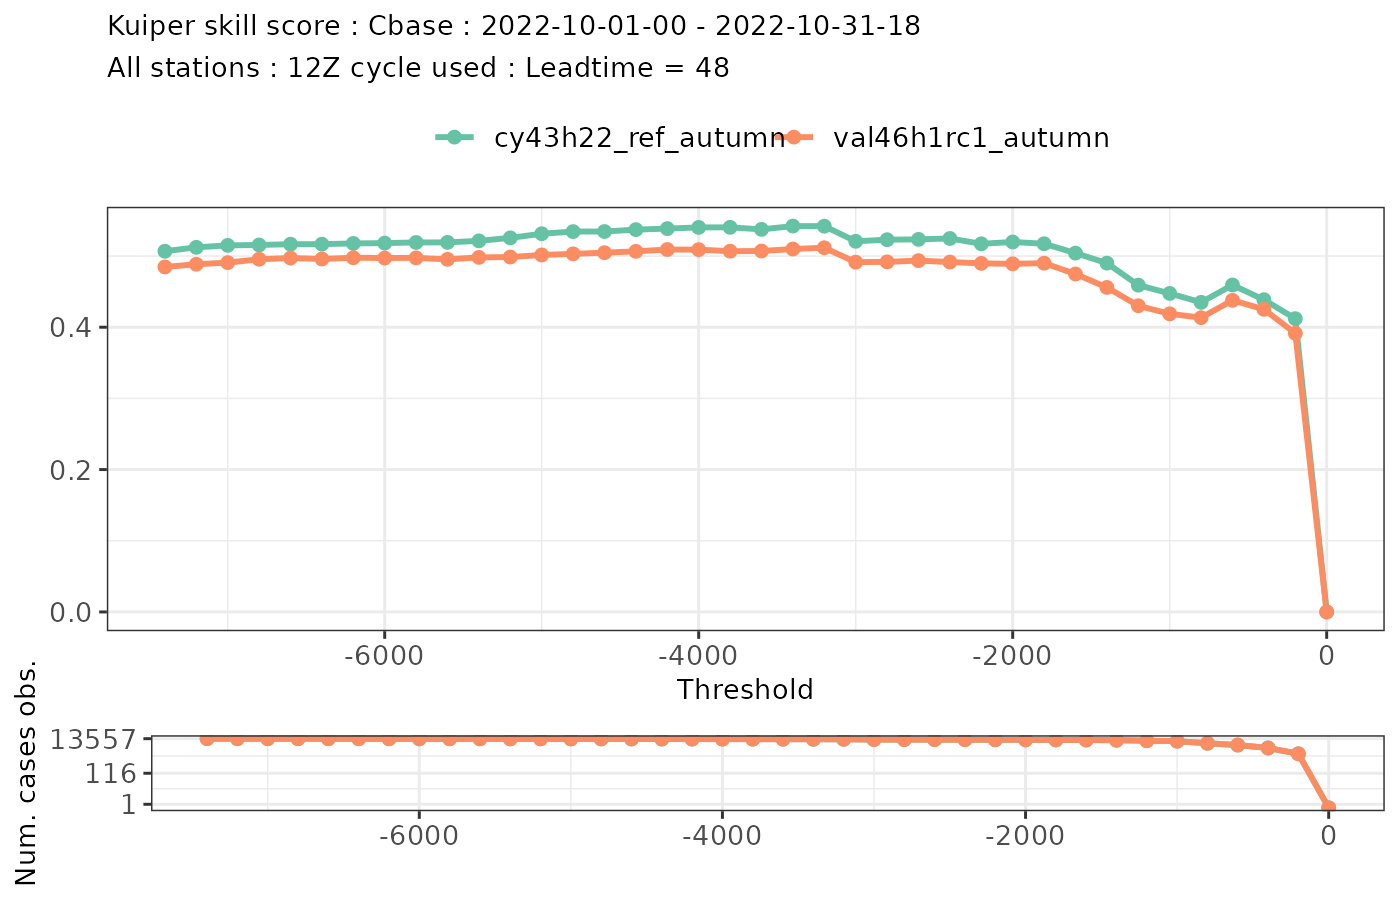 Kuiper skill score : Cbase : 2022-10-01-00 - 2022-10-31-18
All stations : 12Z cycle used : Leadtime = 48
cy43h22_ref_autumn val46h1rc1_autumn
0.4
0.2
0.0
-6000 -4000 -2000 0
Threshold
Num. cases obs.
13557
116
1
-6000 -4000 -2000 0